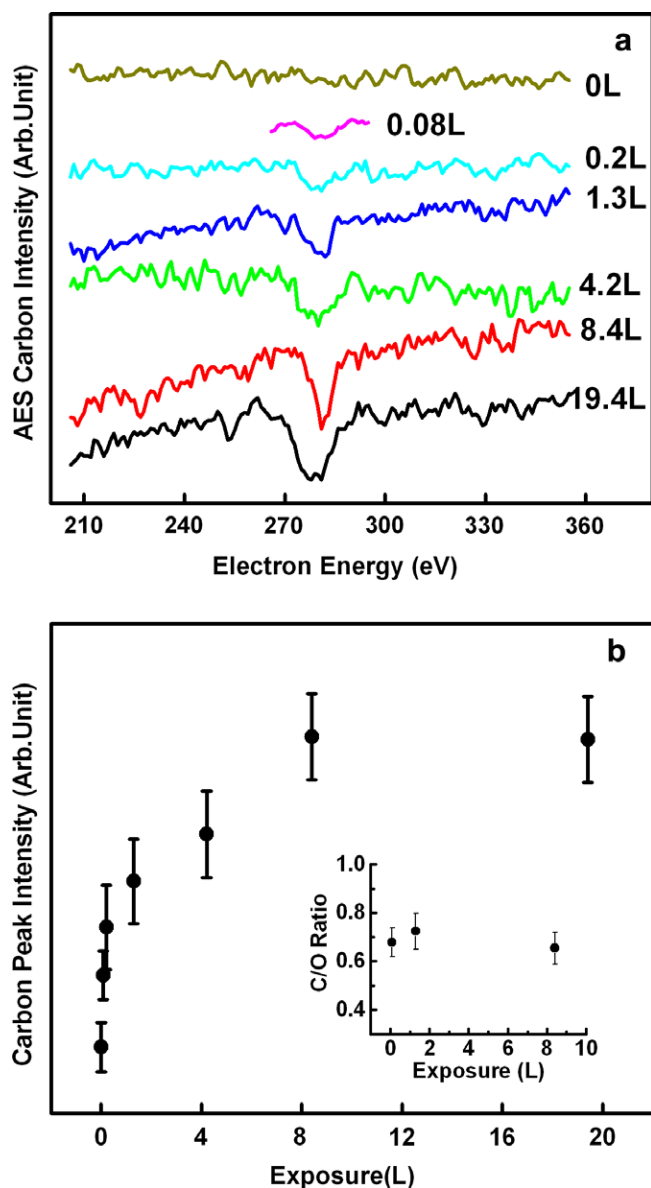 a
0L
0.08L
0.2L
1.3L
4.2L
8.4L
19.4L
AES Carbon Intensity (Arb.Unit)
210 240 270 300 330 360
Electron Energy (eV)
b
Carbon Peak Intensity (Arb.Unit)
1.0
0.8
0.6
0.4
C/O Ratio
0 2 4 6 8 10
Exposure (L)
0 4 8 12 16 20
Exposure(L)